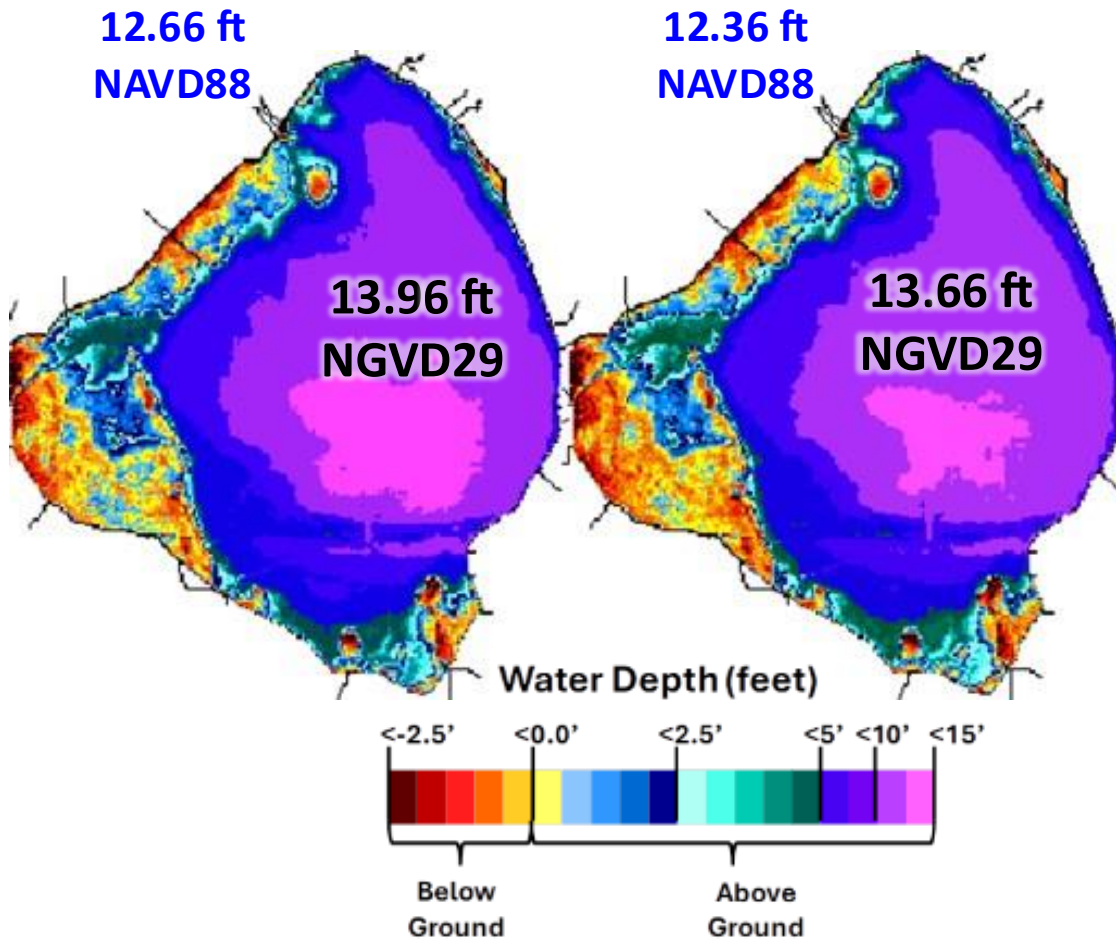 12.66 ft
NAVD88
12.36 ft
NAVD88
13.96 ft
NGVD29
13.66 ft
NGVD29
Water Depth (feet)
<-2.5’ <0.0’ <2.5’ <5’ <10’ <15’
Below
Ground
Above
Ground